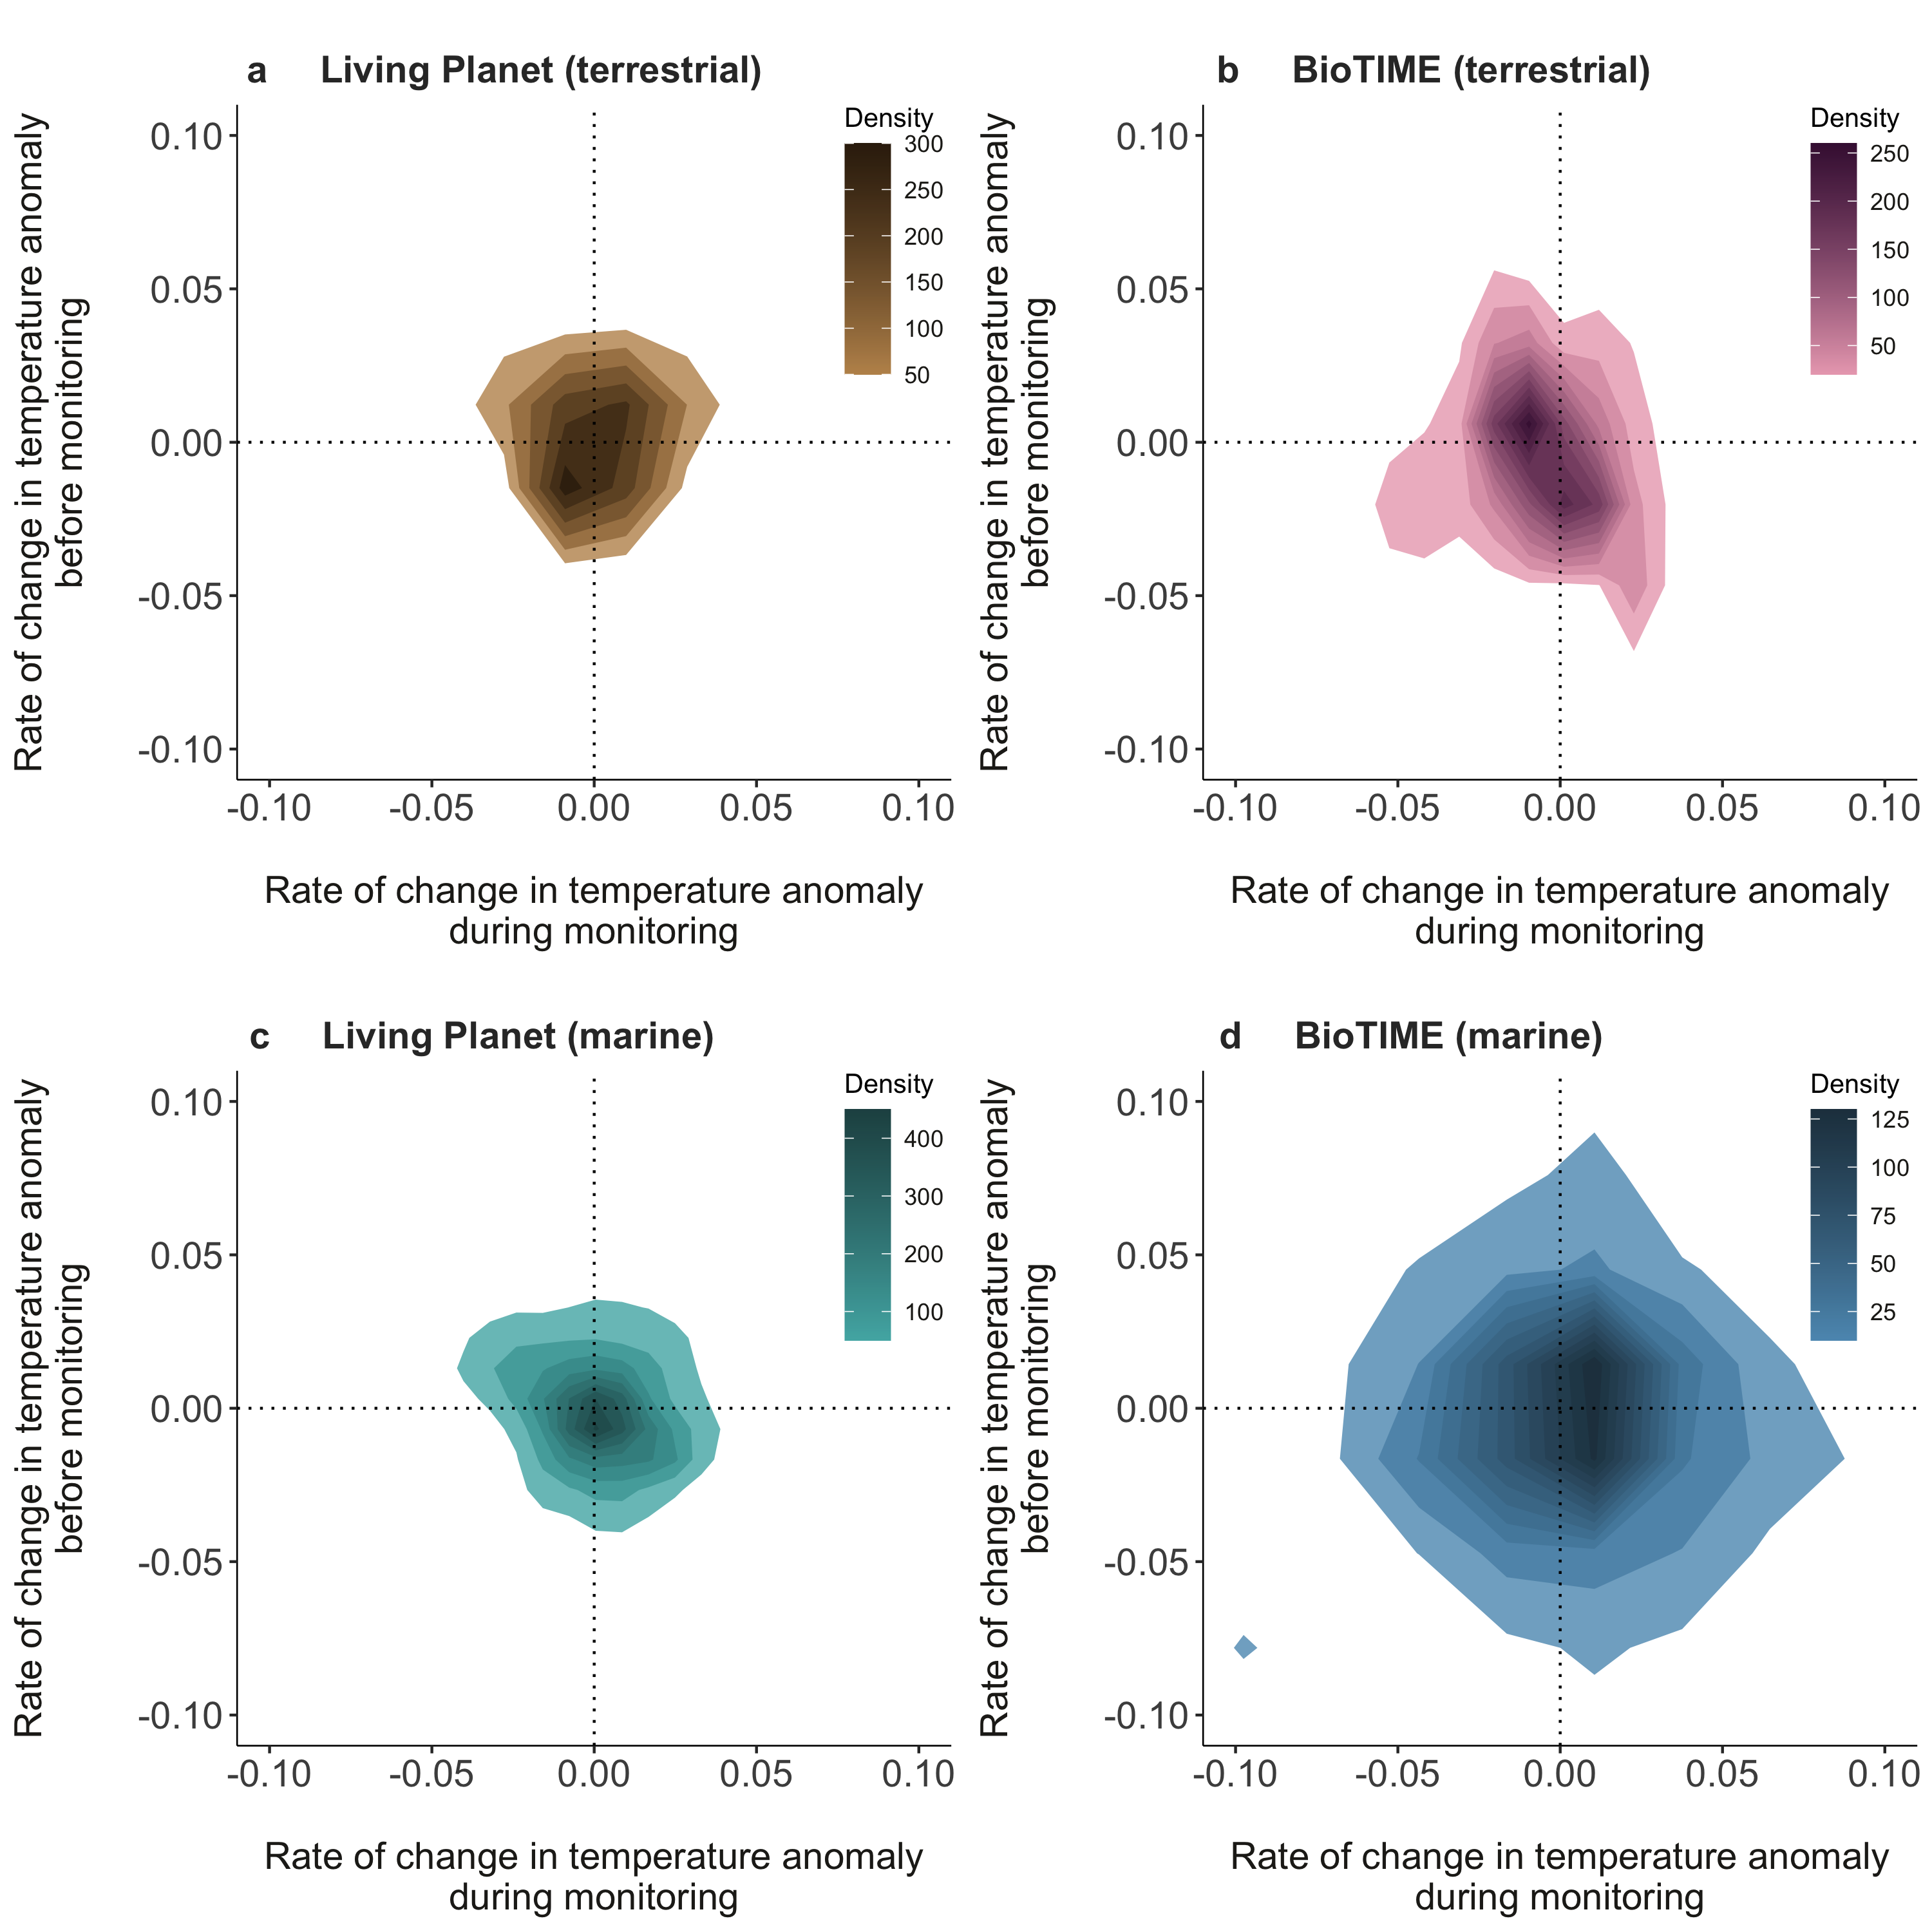 a Living Planet (terrestrial)
Rate of change in temperature anomaly
before monitoring
0.10
0.05
0.00
-0.05
-0.10
Density
300
250
200
150
100
50
-0.10 -0.05 0.00 0.05 0.10
Rate of change in temperature anomaly
during monitoring
b BioTIME (terrestrial)
Rate of change in temperature anomaly
before monitoring
0.10
0.05
0.00
-0.05
-0.10
Density
250
200
150
100
50
-0.10 -0.05 0.00 0.05 0.10
Rate of change in temperature anomaly
during monitoring
c Living Planet (marine)
Rate of change in temperature anomaly
before monitoring
0.10
0.05
0.00
-0.05
-0.10
Density
400
300
200
100
-0.10 -0.05 0.00 0.05 0.10
Rate of change in temperature anomaly
during monitoring
d BioTIME (marine)
Rate of change in temperature anomaly
before monitoring
0.10
0.05
0.00
-0.05
-0.10
Density
125
100
75
50
25
-0.10 -0.05 0.00 0.05 0.10
Rate of change in temperature anomaly
during monitoring